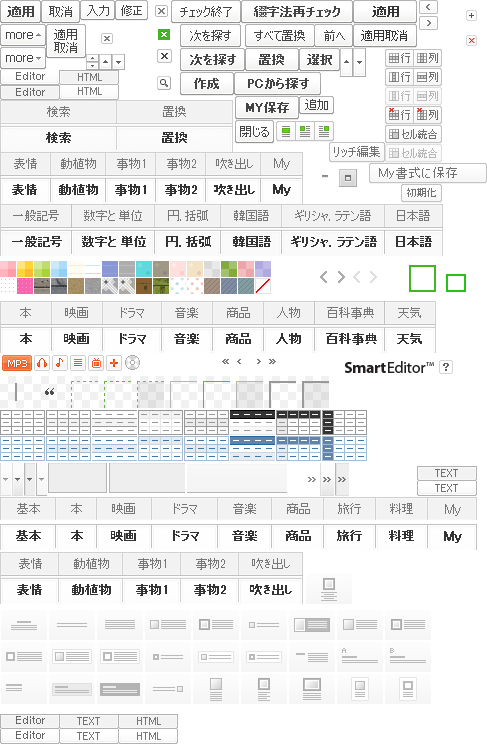 適用 取消 入力 修正 チェック終了 綴字法再チェック 適用
more 適用 取消 次を探す すべて置換 前へ 適用取消
more 次を探す 置換 選択 行 列
Editor HTML 作成 PCから探す 行 列
Editor HTML MY保存 追加 行 列
検索 置換 行 列
検索 置換 閉じる セル統合
リッチ編集 セル統合
表情 動植物 事物1 事物2 吹き出し My My書式に保存
表情 動植物 事物1 事物2 吹き出し My 初期化
一般記号 数字と単位 円, 括弧 韓国語 ギリシャ, ラテン語 日本語
一般記号 数字と単位 円, 括弧 韓国語 ギリシャ, ラテン語 日本語
本 映画 ドラマ 音楽 商品 人物 百科事典 天気
本 映画 ドラマ 音楽 商品 人物 百科事典 天気
MP3 SmartEditor™ ?
TEXT
TEXT
基本 本 映画 ドラマ 音楽 商品 旅行 料理 My
基本 本 映画 ドラマ 音楽 商品 旅行 料理 My
表情 動植物 事物1 事物2 吹き出し
表情 動植物 事物1 事物2 吹き出し
A B
Editor TEXT HTML
Editor TEXT HTML